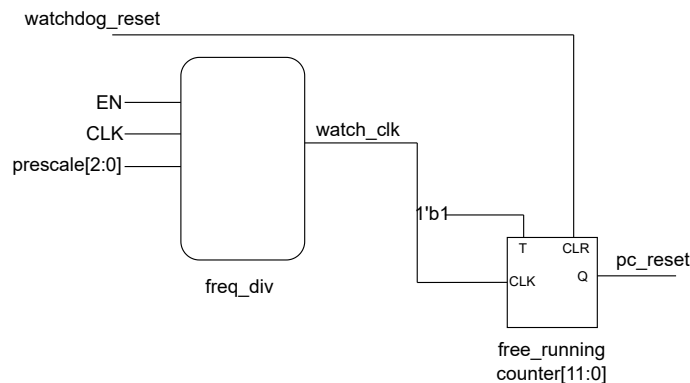 watchdog_reset
EN
CLK
prescale[2:0]
watch_clk
freq_div
1'b1
T
CLR
CLK
Q
pc_reset
free_running
counter[11:0]